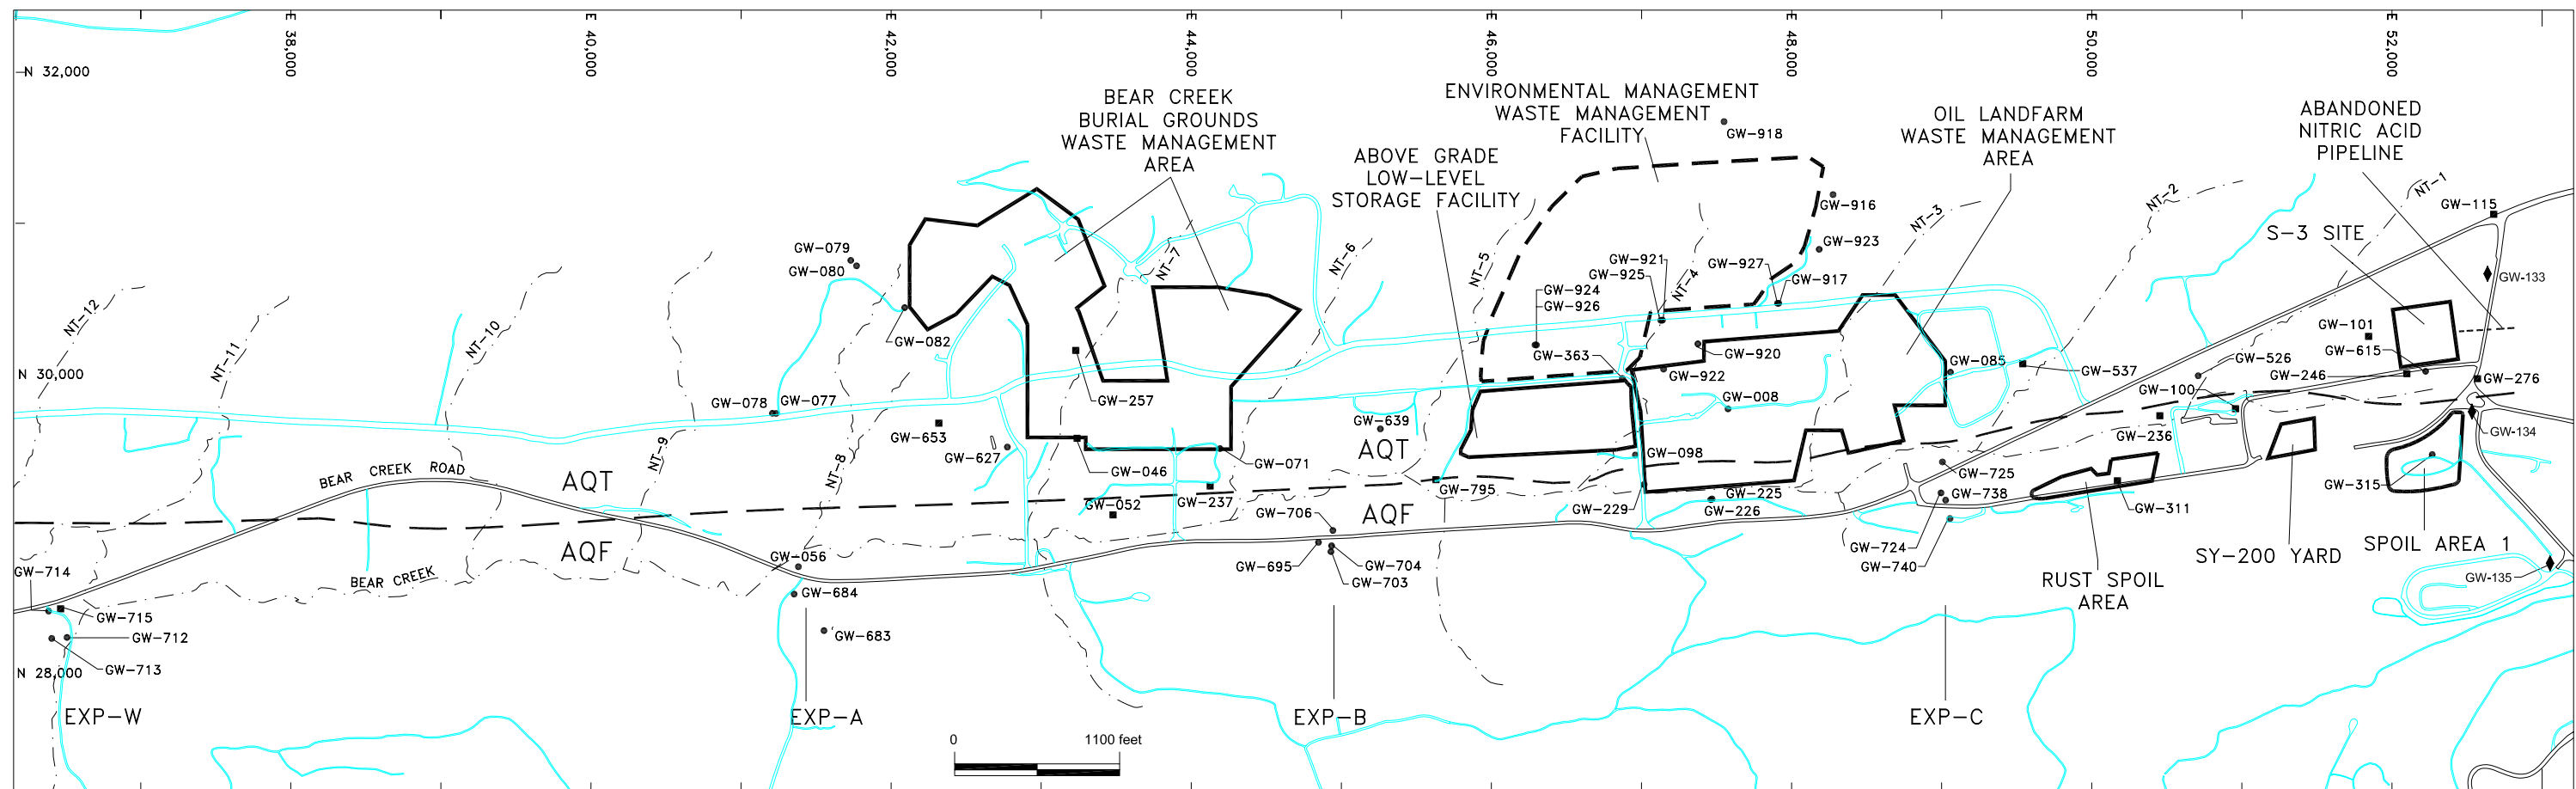 E 38,000
E 40,000
E 42,000
E 44,000
E 46,000
E 48,000
E 50,000
E 52,000
N 32,000
N 30,000
N 28,000
BEAR CREEK
BURIAL GROUNDS
WASTE MANAGEMENT
AREA
ENVIRONMENTAL MANAGEMENT
WASTE MANAGEMENT
FACILITY
ABOVE GRADE
LOW-LEVEL
STORAGE FACILITY
OIL LANDFARM
WASTE MANAGEMENT
AREA
ABANDONED
NITRIC ACID
PIPELINE
S-3 SITE
GW-918
GW-916
GW-923
GW-115
GW-133
NT-12
NT-11
NT-10
NT-9
NT-8
NT-7
NT-6
NT-5
NT-4
NT-3
NT-2
NT-1
GW-079
GW-080
GW-082
GW-921
GW-925
GW-927
GW-917
GW-924
GW-926
GW-363
GW-920
GW-922
GW-085
GW-537
GW-101
GW-615
GW-526
GW-246
GW-100
GW-276
GW-078
GW-077
GW-257
GW-008
GW-639
GW-653
GW-627
GW-046
GW-071
AQT
GW-098
GW-236
GW-134
BEAR CREEK ROAD
AQT
GW-052
GW-237
GW-795
GW-725
GW-225
GW-738
GW-315
GW-706
AQF
GW-229
GW-226
GW-311
AQF
GW-056
GW-695
GW-704
GW-703
GW-724
GW-740
SY-200 YARD
SPOIL AREA 1
GW-135
RUST SPOIL
AREA
GW-714
BEAR CREEK
GW-684
GW-715
GW-712
GW-683
GW-713
EXP-W
EXP-A
EXP-B
EXP-C
0
1100 feet